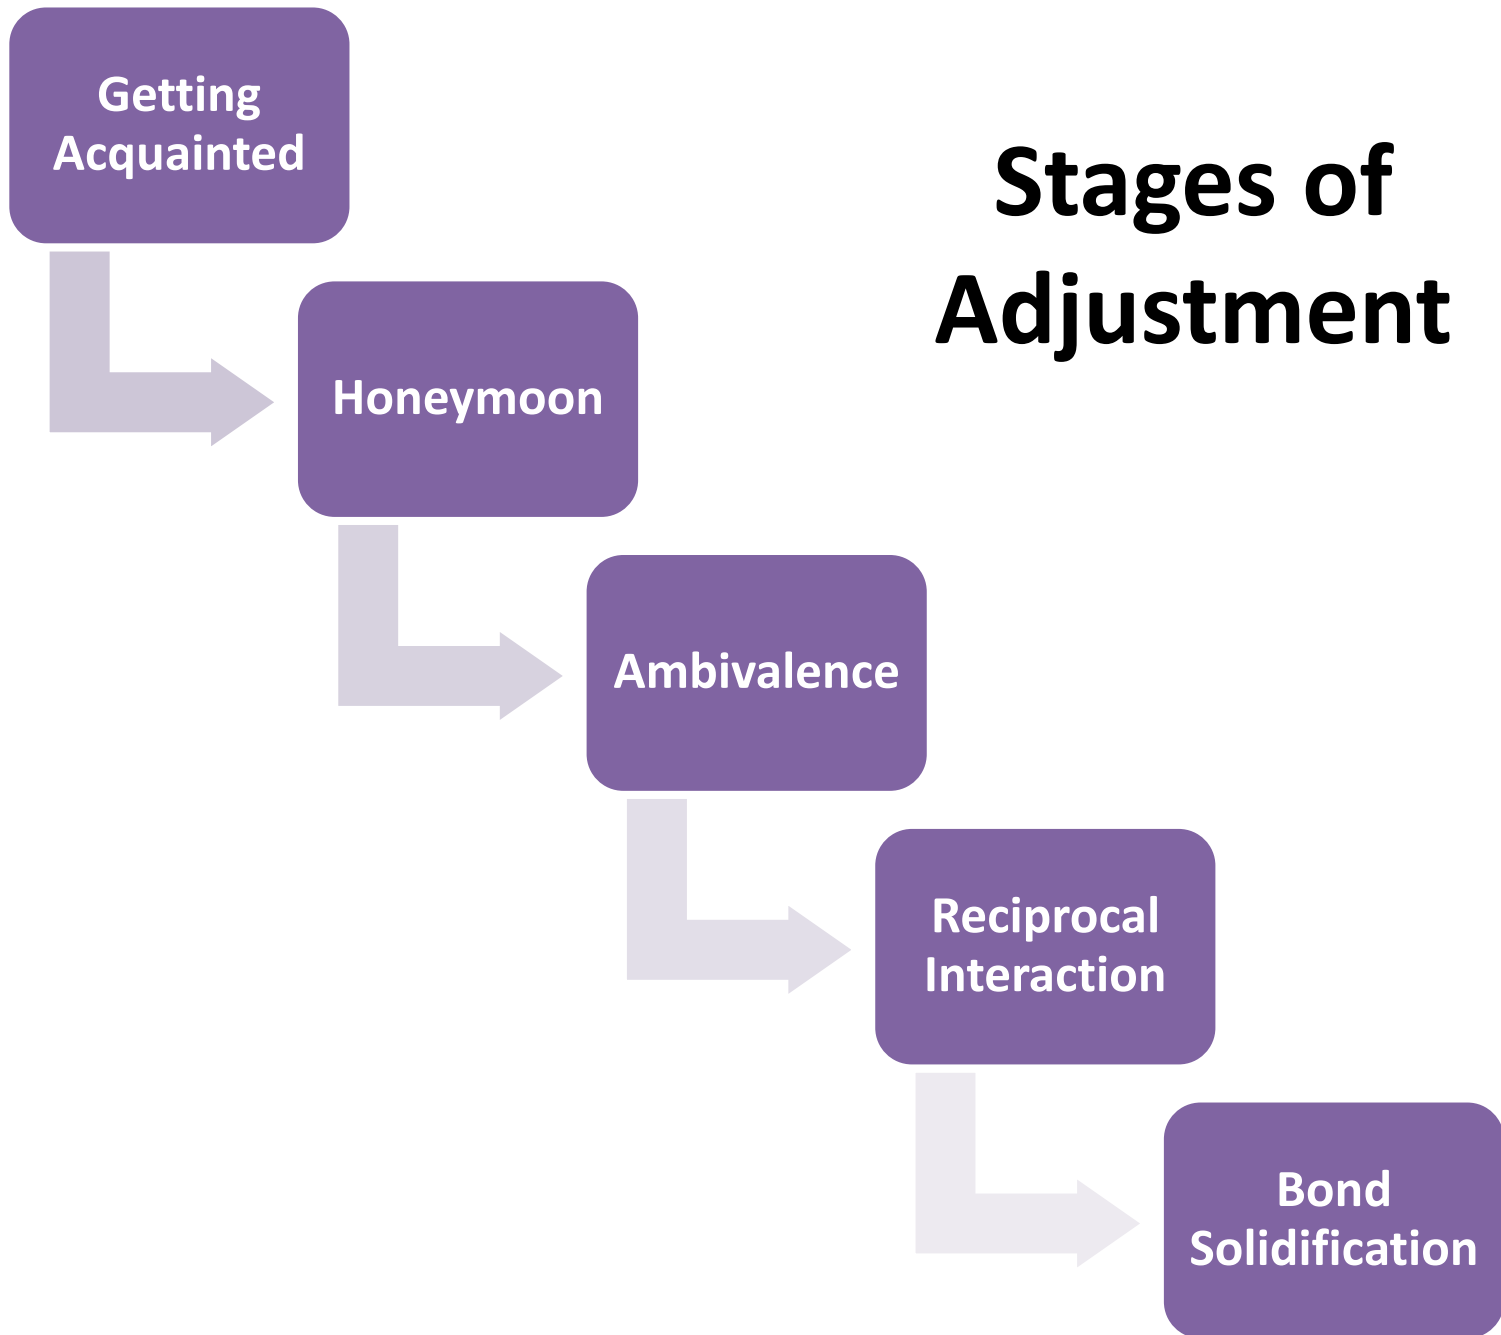 Getting
Acquainted
Stages of
Adjustment
Honeymoon
Ambivalence
Reciprocal
Interaction
Bond
Solidification